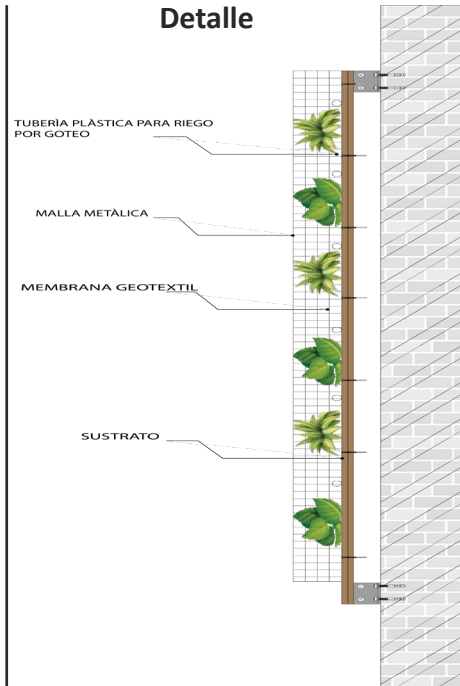 Detalle
TUBERÌA PLÀSTICA PARA RIEGO
POR GOTEO
MALLA METÀLICA
MEMBRANA GEOTEXTIL
SUSTRATO